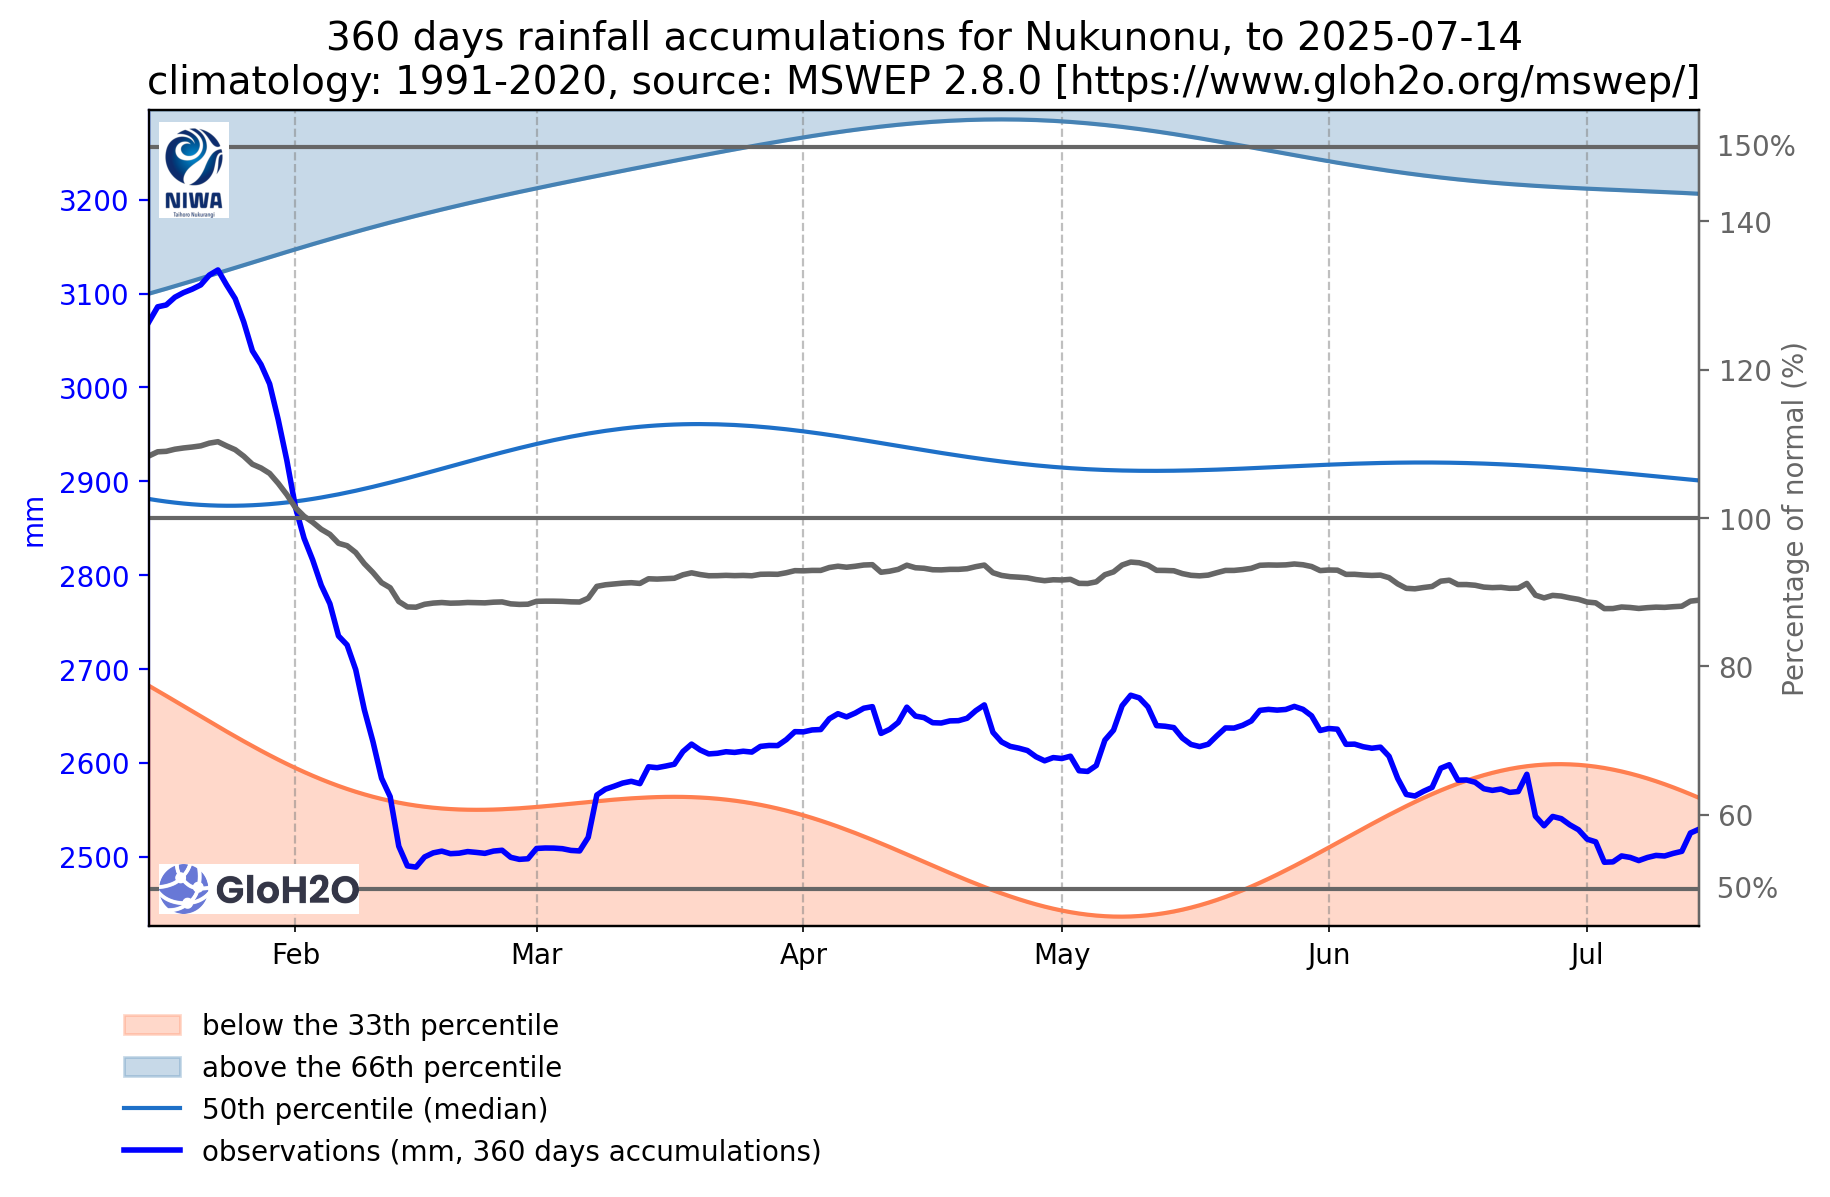 360 days rainfall accumulations for Nukunonu, to 2025-07-14
climatology: 1991-2020, source: MSWEP 2.8.0 [https://www.gloh2o.org/mswep/]
NIWA
Taihoro Nukurangi
3200
3100
3000
2900
2800
2700
2600
2500
mm
150%
140
120
100
80
60
50%
Percentage of normal (%)
GloH2O
Feb
Mar
Apr
May
Jun
Jul
below the 33th percentile
above the 66th percentile
50th percentile (median)
observations (mm, 360 days accumulations)